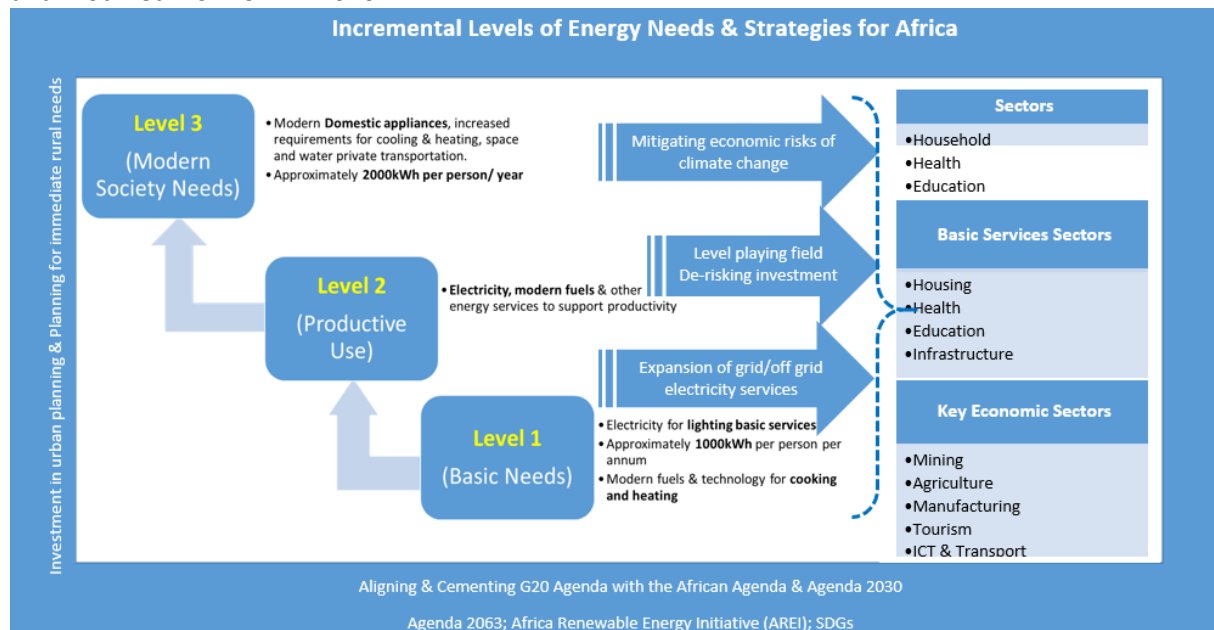 Incremental Levels of Energy Needs & Strategies for Africa
Investment in urban planning & Planning for immediate rural needs
Level 3
(Modern
Society Needs)
•Modern Domestic appliances, increased
requirements for cooling & heating, space
and water private transportation.
•Approximately 2000kWh per person/ year
Level 2
(Productive
Use)
•Electricity, modern fuels & other
energy services to support productivity
Level 1
(Basic Needs)
•Electricity for lighting basic services
•Approximately 1000kWh per person per
annum
•Modern fuels & technology for cooking
and heating
Mitigating economic risks of
climate change
Level playing field
De-risking investment
Expansion of grid/off grid
electricity services
Sectors
•Household
•Health
•Education
Basic Services Sectors
•Housing
•Health
•Education
•Infrastructure
Key Economic Sectors
•Mining
•Agriculture
•Manufacturing
•Tourism
•ICT & Transport
Aligning & Cementing G20 Agenda with the African Agenda & Agenda 2030
Agenda 2063; Africa Renewable Energy Initiative (AREI); SDGs